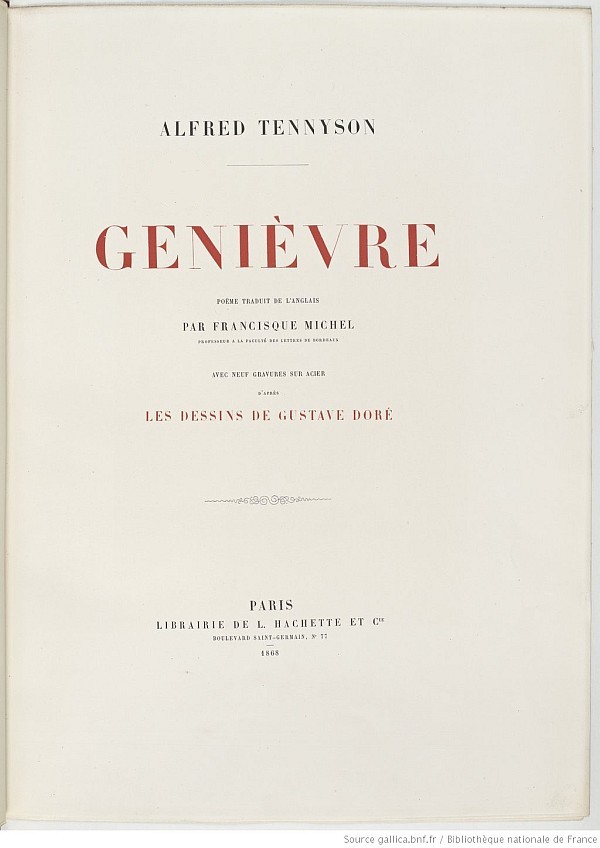 ALFRED TENNYSON
GENIÈVRE
POËME TRADUIT DE L'ANGLAIS
PAR FRANCISQUE MICHEL
PROFESSEUR A LA FACULTÉ DES LETTRES DE BORDEAUX
AVEC NEUF GRAVURES SUR ACIER
D'APRÈS
LES DESSINS DE GUSTAVE DORÉ
PARIS
LIBRAIRIE DE L. HACHETTE ET Cie
BOULEVARD SAINT-GERMAIN, N° 77
1868
Source gallica.bnf.fr / Bibliothèque nationale de France